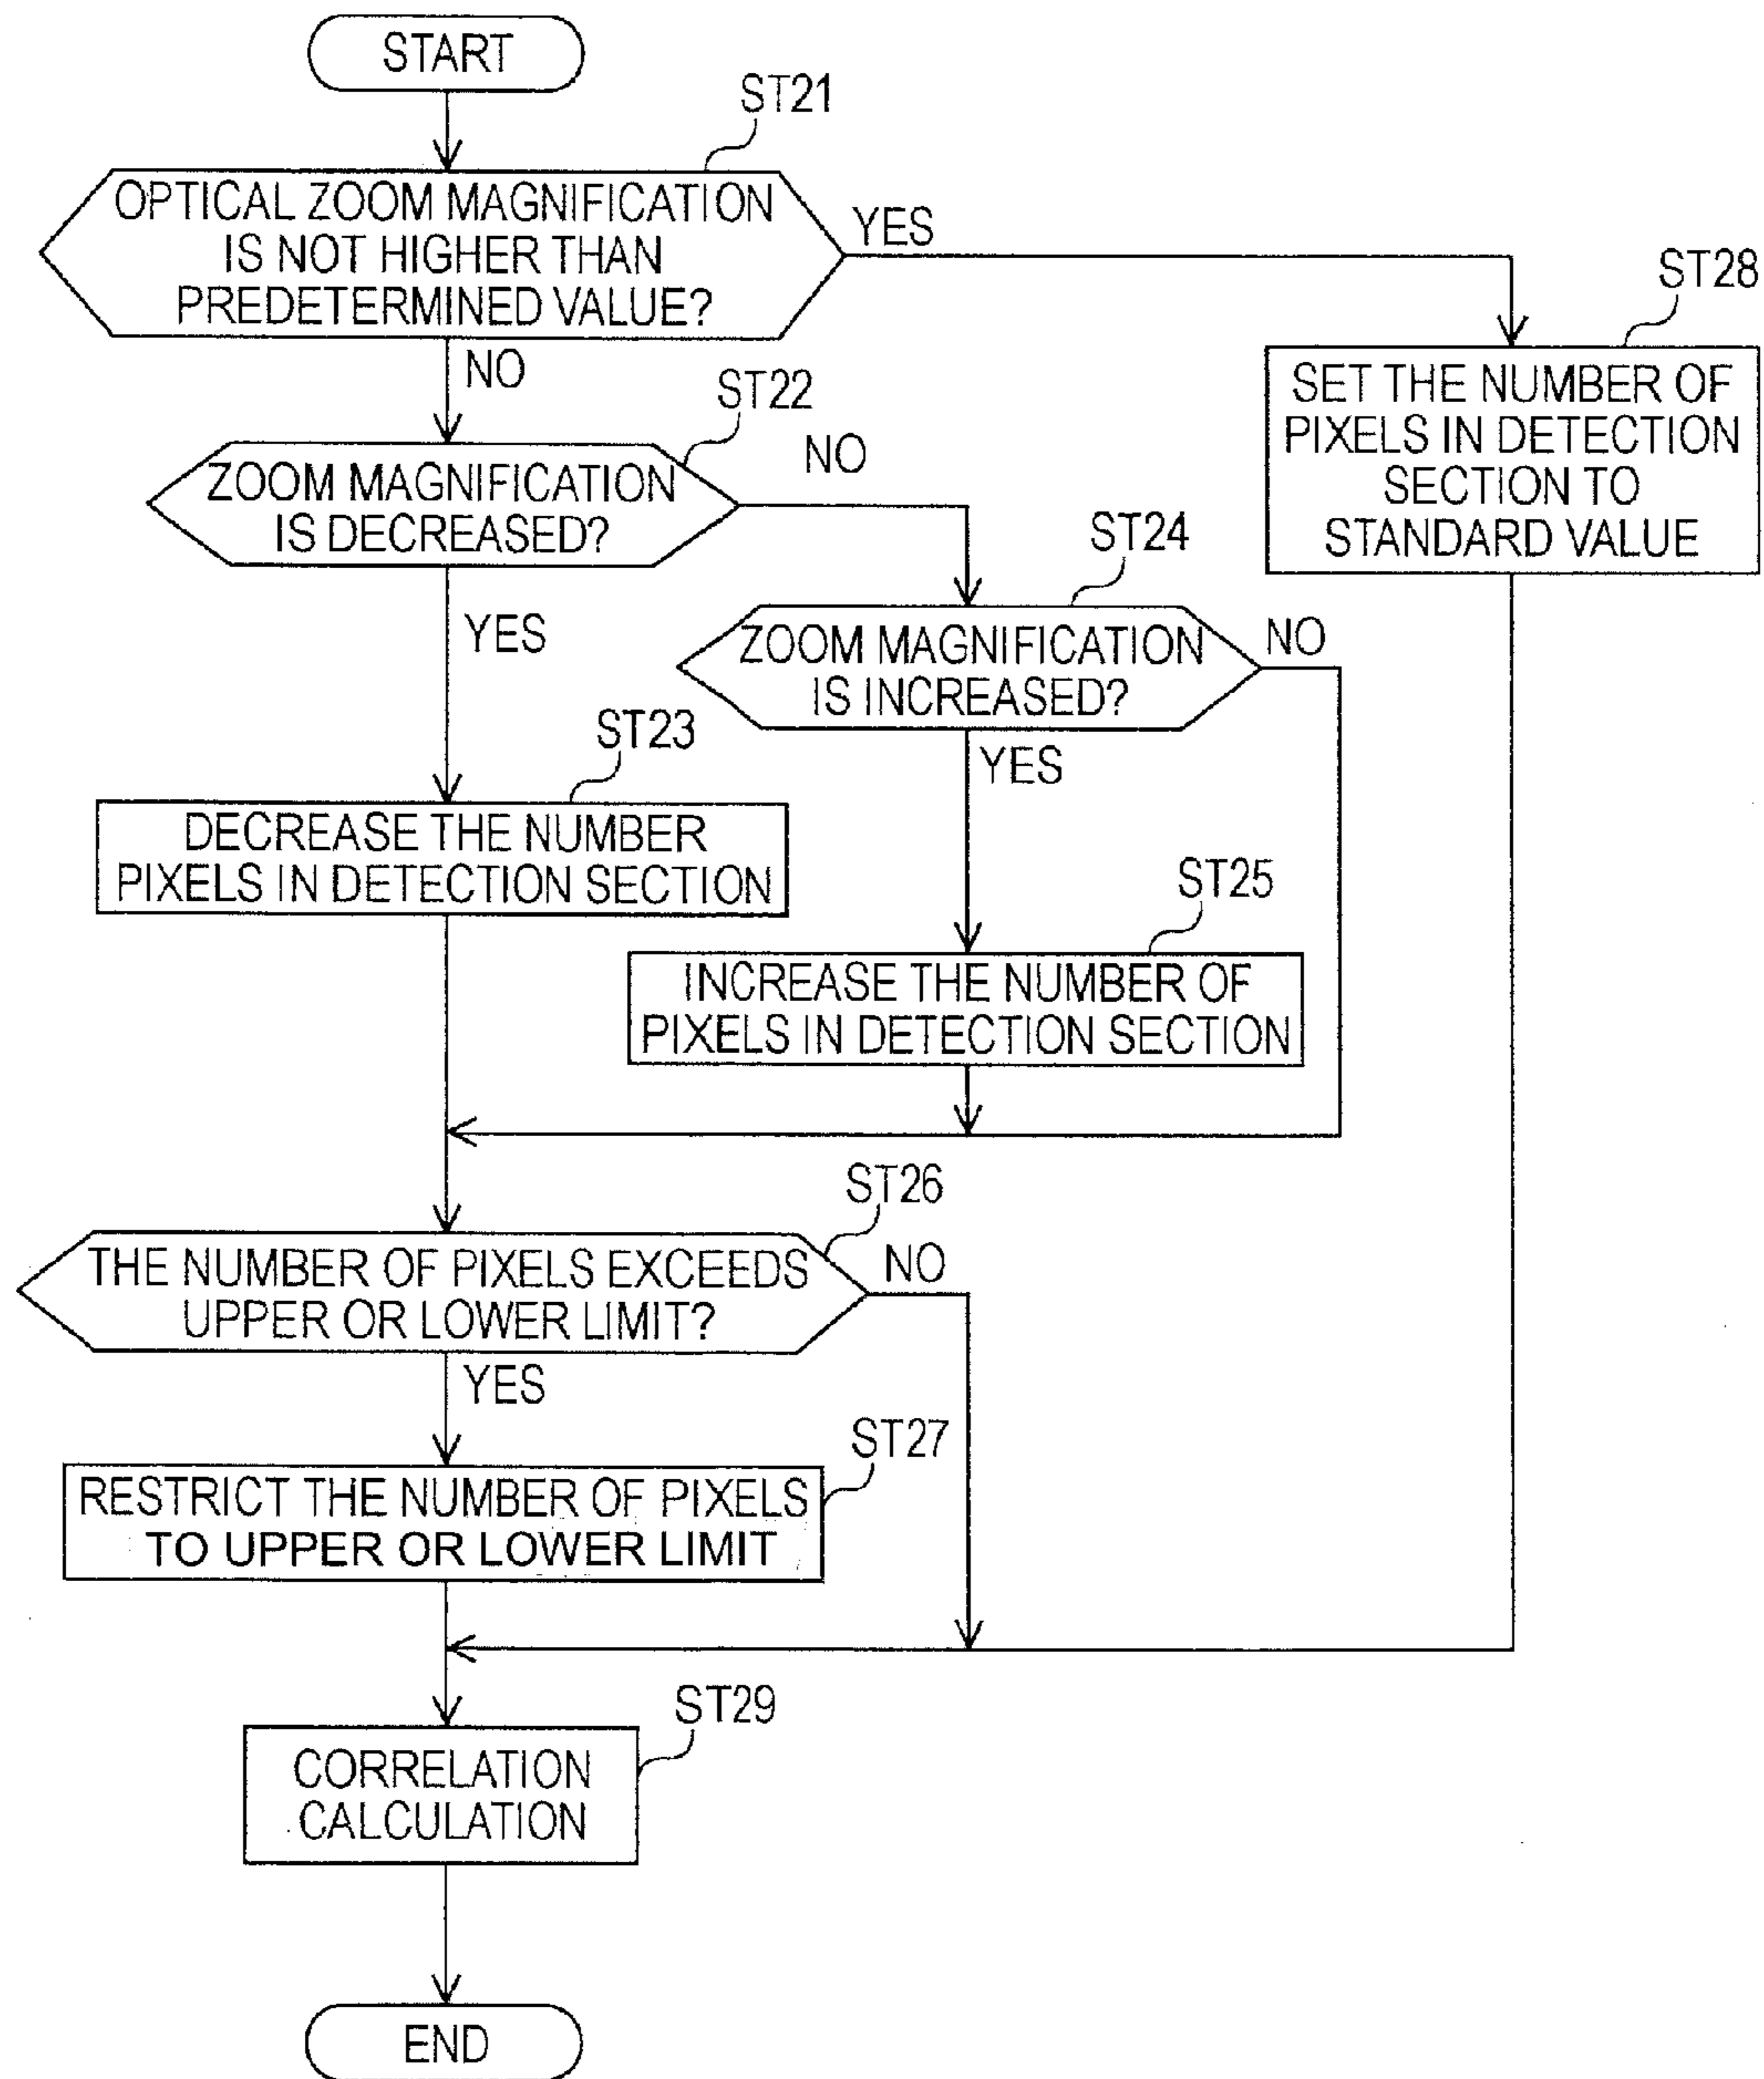 START
ST21
OPTICAL ZOOM MAGNIFICATION
IS NOT HIGHER THAN
PREDETERMINED VALUE?
YES
NO
ST28
SET THE NUMBER OF
PIXELS IN DETECTION
SECTION TO
STANDARD VALUE
ST22
ZOOM MAGNIFICATION
IS DECREASED?
NO
YES
ST24
ZOOM MAGNIFICATION
IS INCREASED?
NO
YES
ST23
DECREASE THE NUMBER
PIXELS IN DETECTION SECTION
ST25
INCREASE THE NUMBER OF
PIXELS IN DETECTION SECTION
ST26
THE NUMBER OF PIXELS EXCEEDS
UPPER OR LOWER LIMIT?
NO
YES
ST27
RESTRICT THE NUMBER OF PIXELS
TO UPPER OR LOWER LIMIT
ST29
CORRELATION
CALCULATION
END